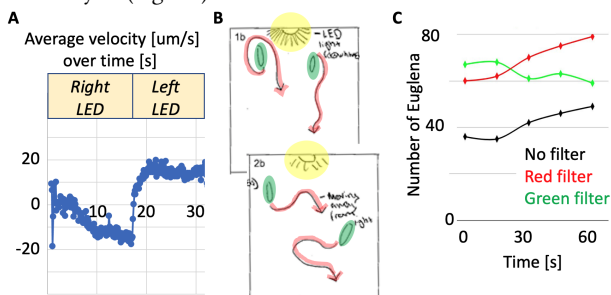 A
Average velocity [um/s]
over time [s]
Right
LED
Left
LED
20
0
-20
10
20
30
B
1b
-LED
light
2b
- moving
away
from
light
C
Number of Euglena
80
40
0
No filter
Red filter
Green filter
0
30
60
Time [s]